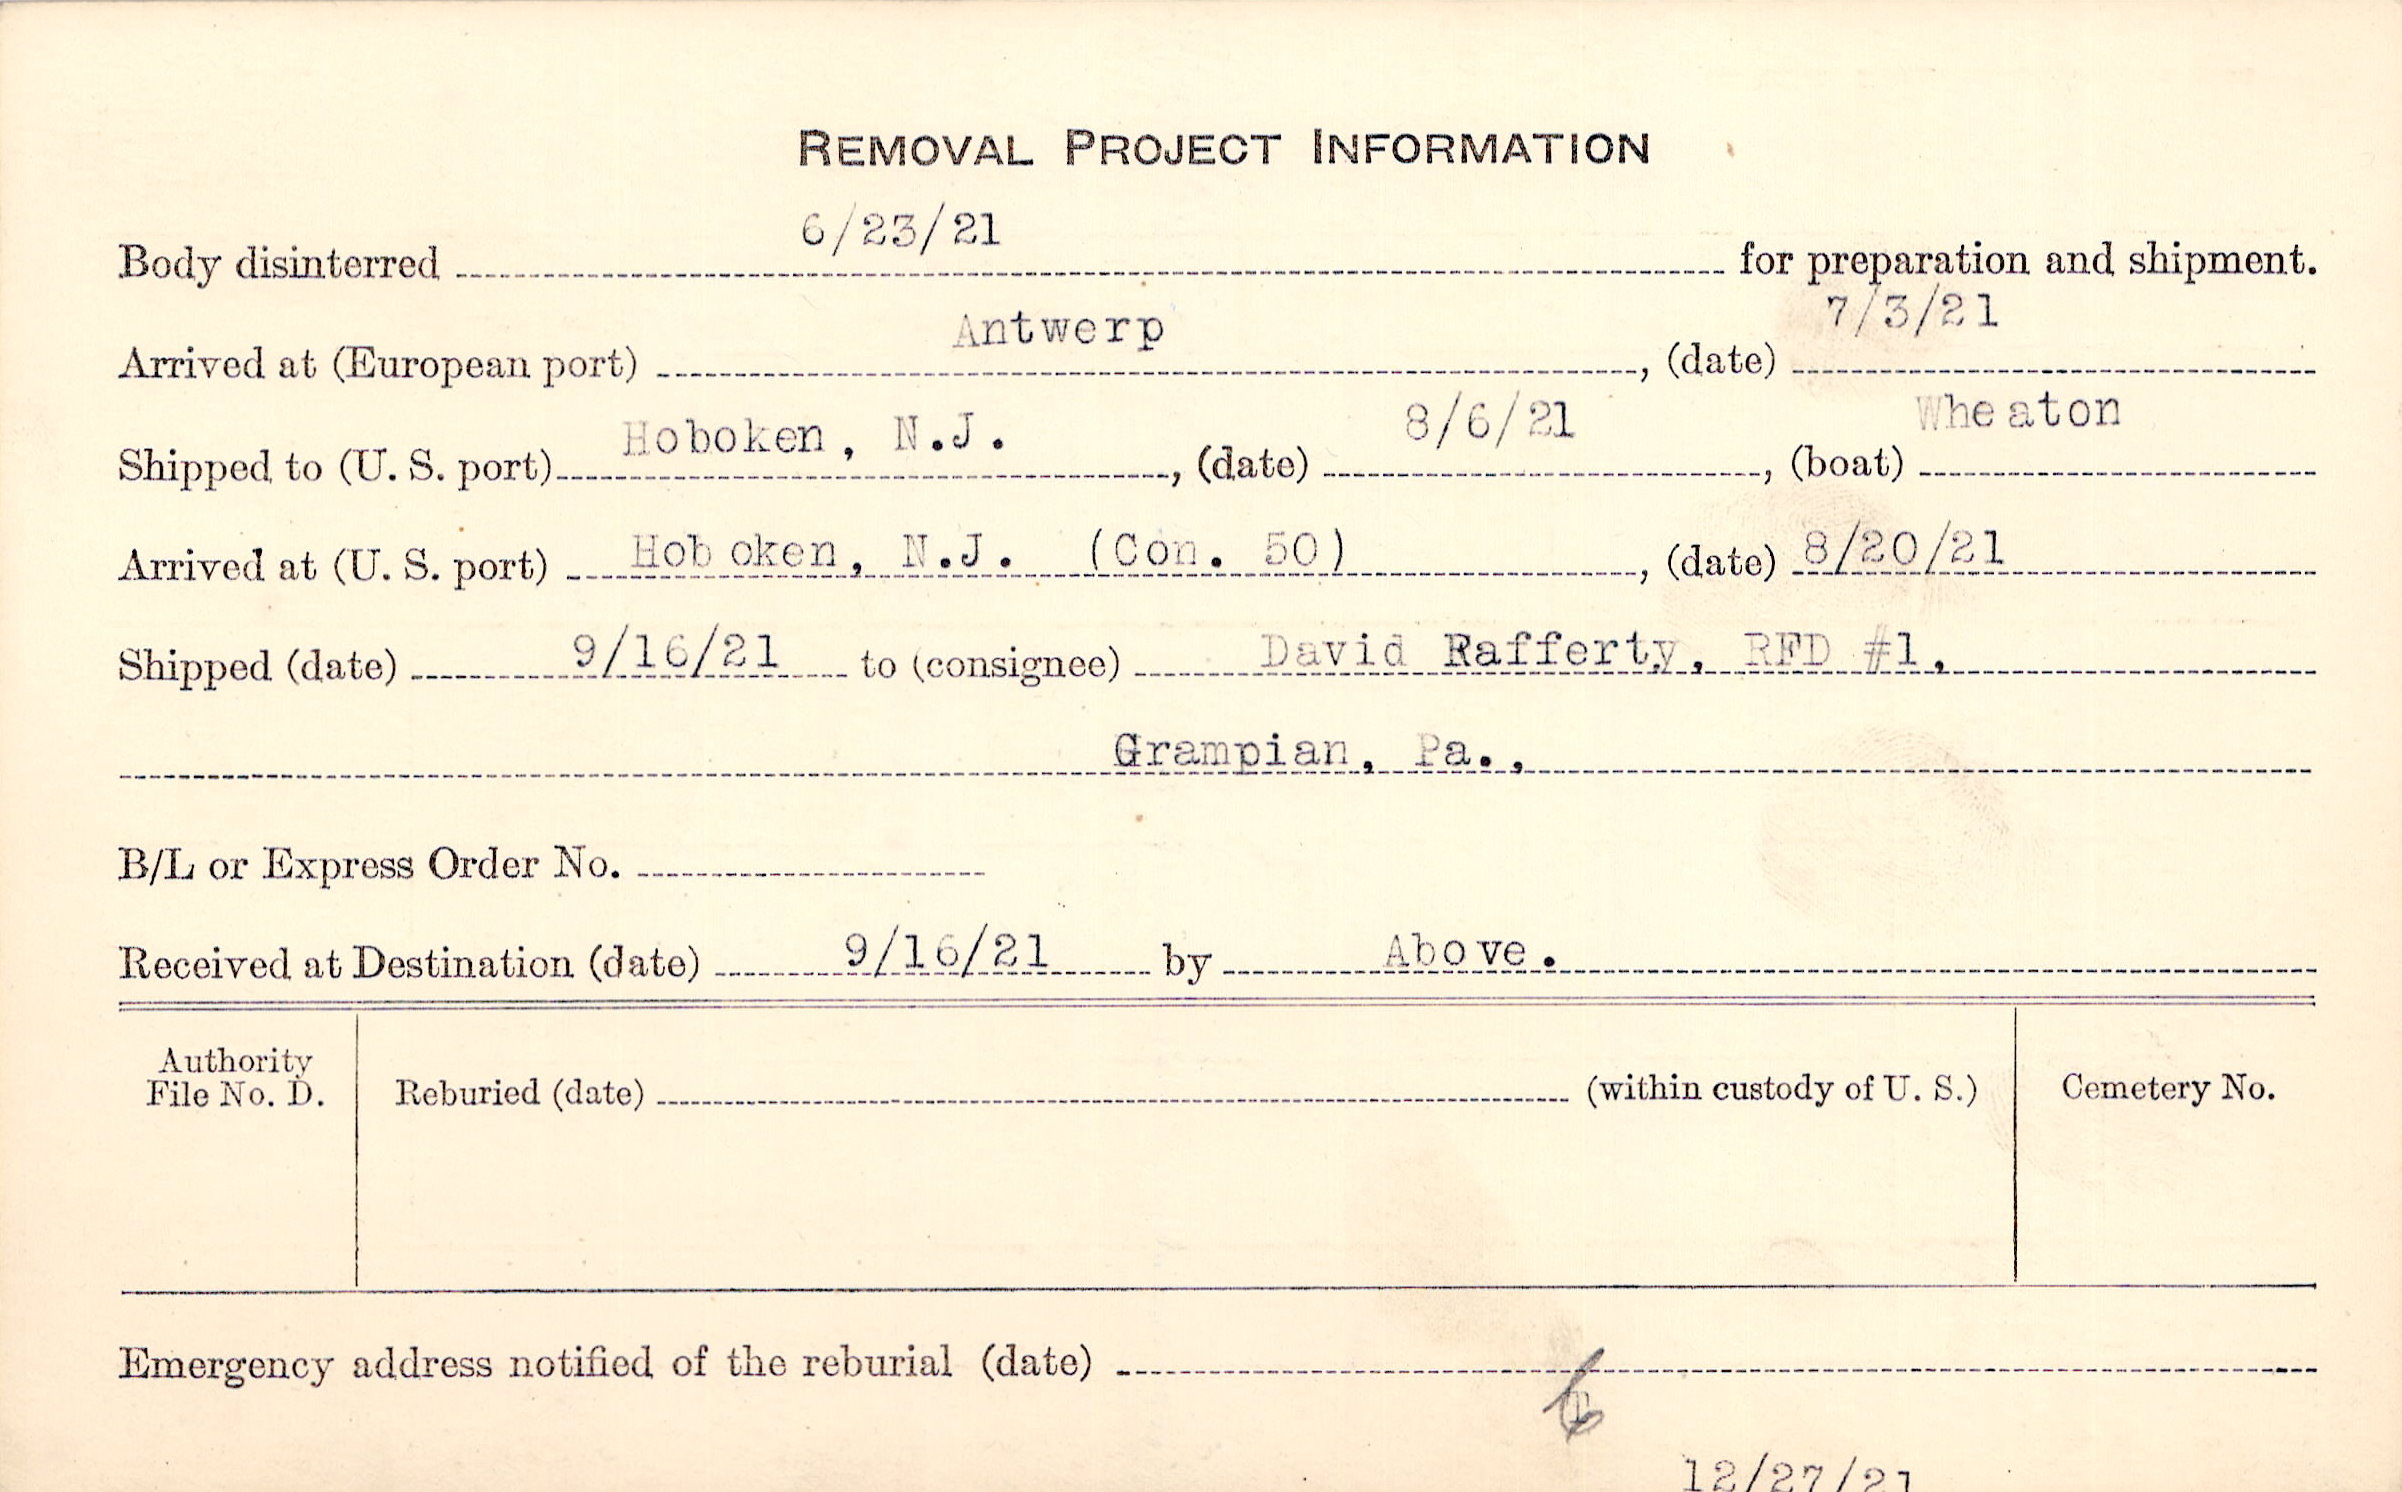 REMOVAL PROJECT INFORMATION
Body disinterred 6/23/21 for preparation and shipment.
Arrived at (European port) Antwerp, (date) 7/3/21
Shipped to (U. S. port) Hoboken, N.J., (date) 8/6/21, (boat) Wheaton
Arrived at (U. S. port) Hoboken, N.J. (Con. 50), (date) 8/20/21
Shipped (date) 9/16/21 to (consignee) David Rafferty, RFD #1,
Grampian, Pa.,
B/L or Express Order No.
Received at Destination (date) 9/16/21 by Above.
Authority
File No. D.
Reburied (date) (within custody of U. S.)
Cemetery No.
Emergency address notified of the reburial (date)
12/27/21